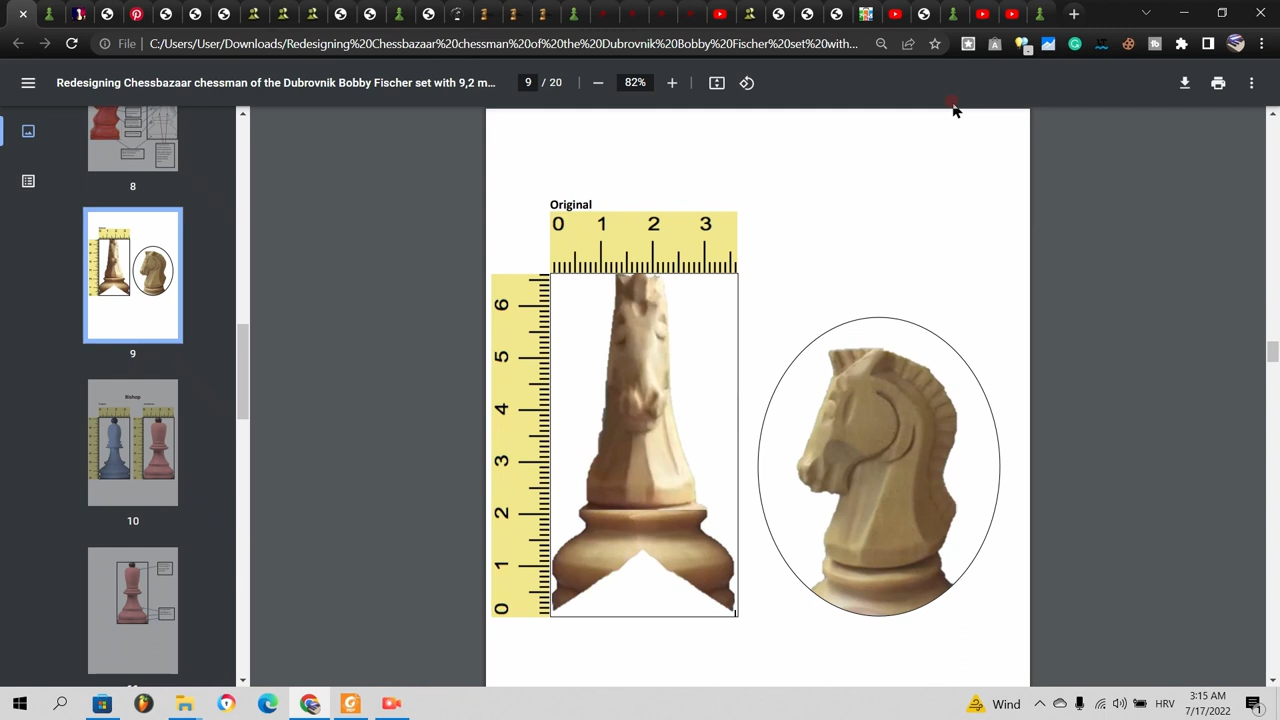 File
C:/Users/User/Downloads/Redesigning%20Chessbazaar%20chessman%20of%20the%20Dubrovnik%20Bobby%20Fischer%20set%20with...
Redesigning Chessbazaar chessman of the Dubrovnik Bobby Fischer set with 9,2 m...
9 / 20
82%
8
9
Bishop
10
Original
0 1 2 3
6
5
4
3
2
1
0
Wind
HRV
3:15 AM
7/17/2022
1